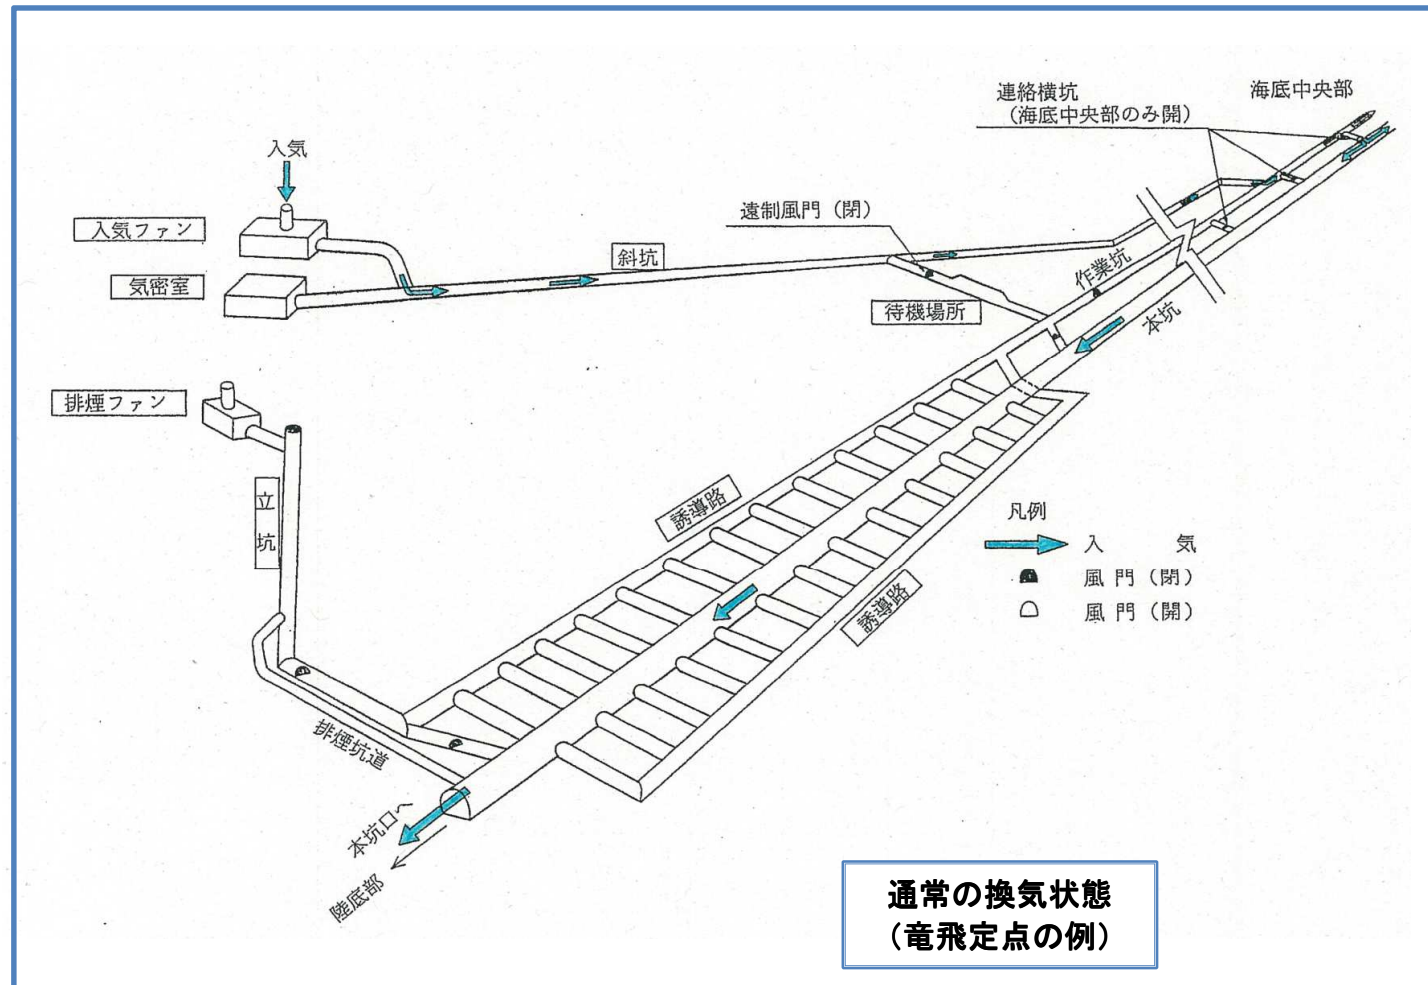 連絡横坑
(海底中央部のみ開)
海底中央部
入気
入気ファン
遠制風門(閉)
斜坑
気密室
作業坑
待機場所
本坑
排煙ファン
立坑
誘導路
凡例
入 気
風門(閉)
誘導路
風門(開)
排煙坑道
本坑口へ
陸底部
通常の換気状態
(竜飛定点の例)